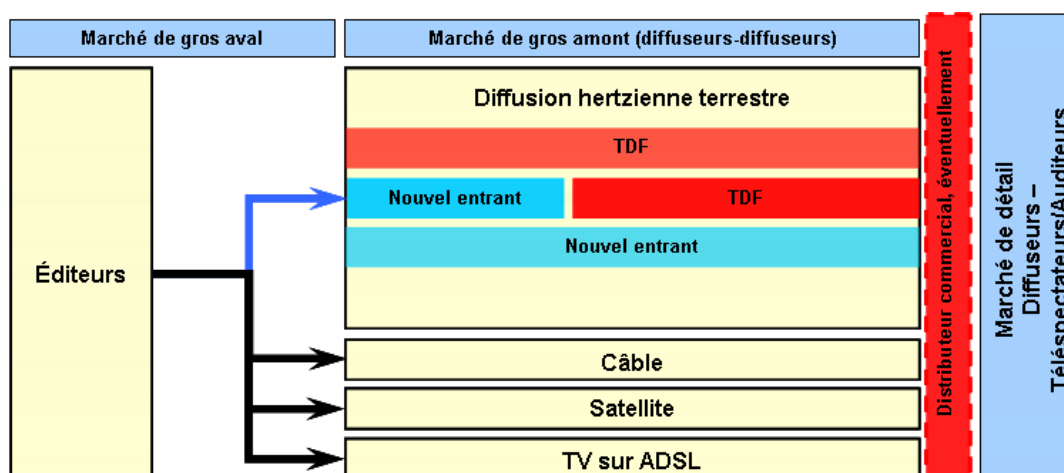 Marché de gros aval
Marché de gros amont (diffuseurs-diffuseurs)
Diffusion hertzienne terrestre
TDF
Nouvel entrant
TDF
Nouvel entrant
Éditeurs
Câble
Satellite
TV sur ADSL
Distributeur commercial, éventuellement
Marché de détail
Diffuseurs –
Téléspectateurs/Auditeurs